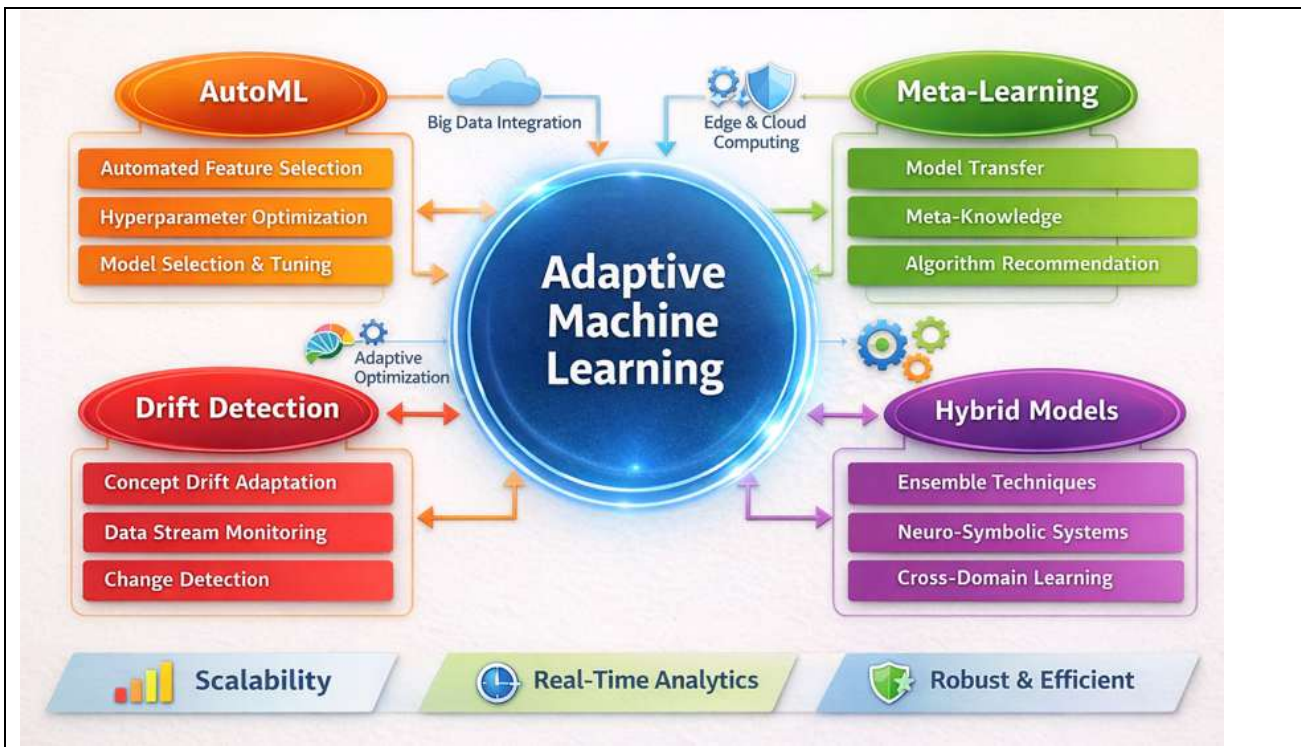 AutoML
Big Data Integration
Edge & Cloud
Computing
Meta-Learning
Automated Feature Selection
Hyperparameter Optimization
Model Selection & Tuning
Model Transfer
Meta-Knowledge
Algorithm Recommendation
Adaptive
Machine
Learning
Adaptive
Optimization
Drift Detection
Concept Drift Adaptation
Data Stream Monitoring
Change Detection
Hybrid Models
Ensemble Techniques
Neuro-Symbolic Systems
Cross-Domain Learning
Scalability
Real-Time Analytics
Robust & Efficient